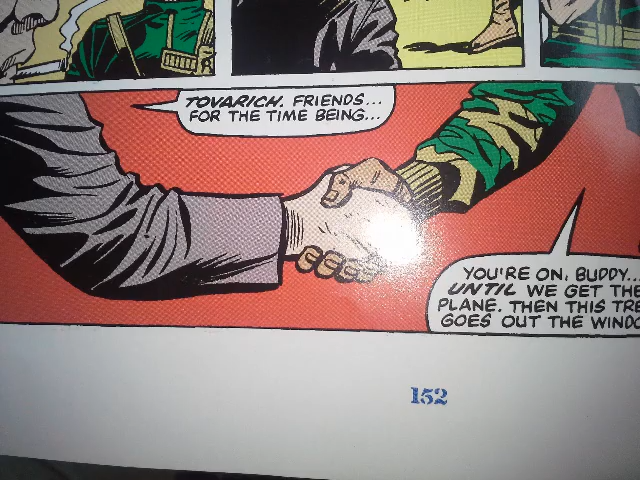 TOVARICH. FRIENDS...
FOR THE TIME BEING...
YOU'RE ON, BUDDY...
UNTIL WE GET THE
PLANE. THEN THIS
GOES OUT THE
152